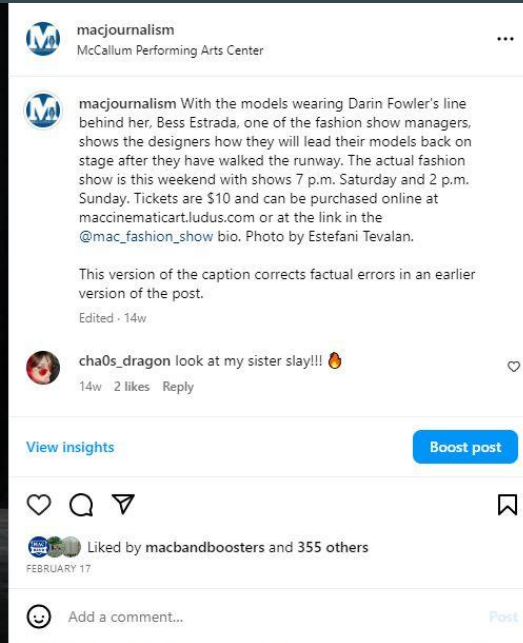 macjournalism
McCallum Performing Arts Center
macjournalism With the models wearing Darin Fowler's line
behind her, Bess Estrada, one of the fashion show managers,
shows the designers how they will lead their models back on
stage after they have walked the runway. The actual fashion
show is this weekend with shows 7 p.m. Saturday and 2 p.m.
Sunday. Tickets are $10 and can be purchased online at
maccinematicart.ludus.com or at the link in the
@mac_fashion_show bio. Photo by Estefani Tevalan.
This version of the caption corrects factual errors in an earlier
version of the post.
Edited · 14w
cha0s_dragon look at my sister slay!!! 🔥
14w 2 likes Reply
View insights
Boost post
Liked by macbandboosters and 355 others
FEBRUARY 17
Add a comment...
Post